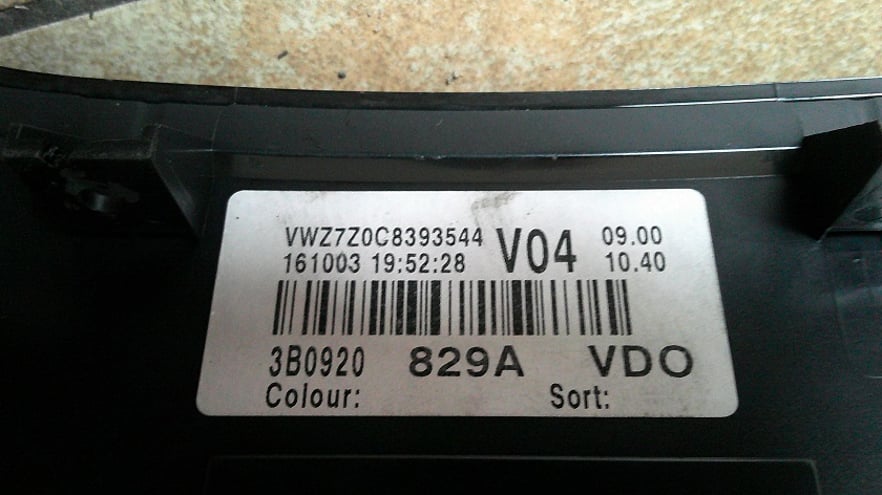 VWZ7Z0C8393544 V04 09.00
161003 19:52:28 10.40
3B0920 829A VDO
Colour: Sort: